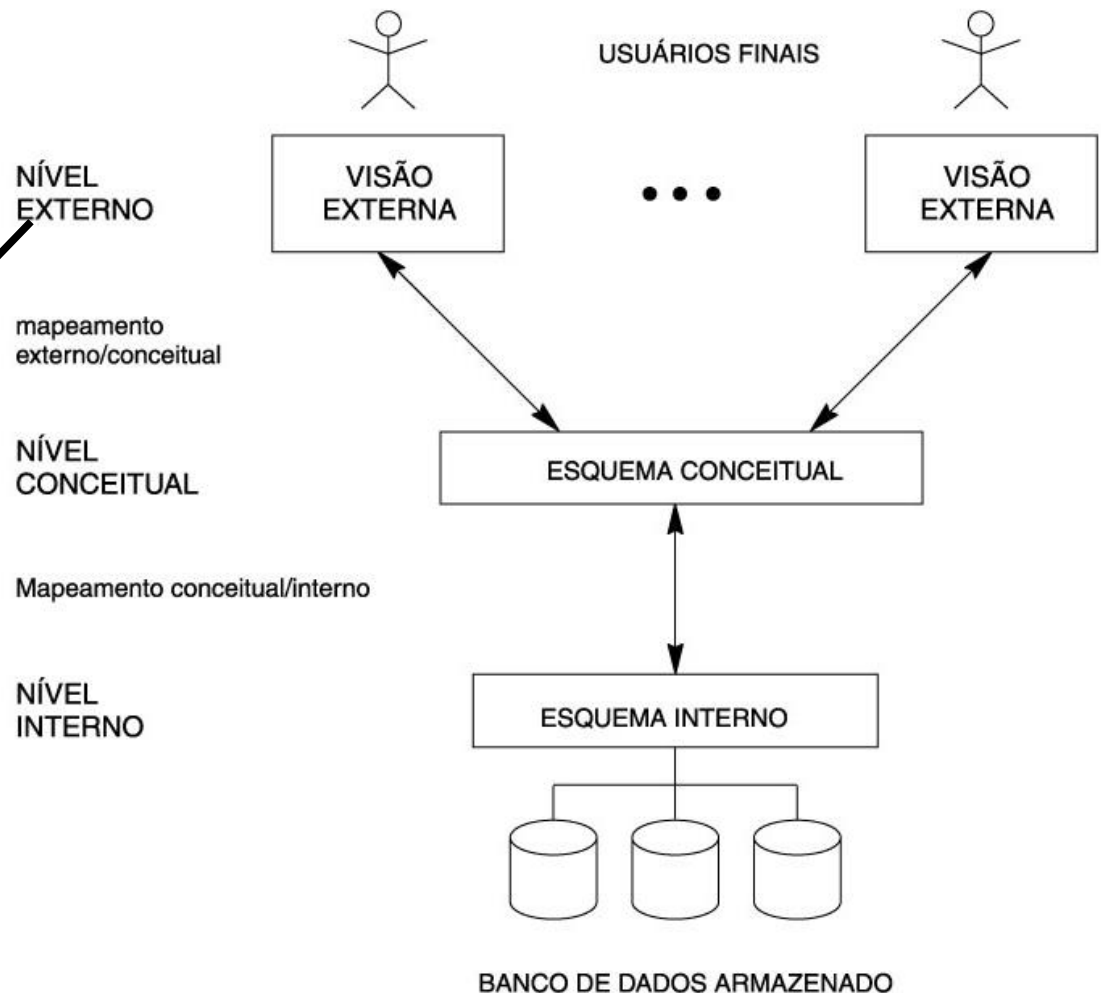 USUÁRIOS FINAIS
NÍVEL
EXTERNO
VISÃO
EXTERNA
VISÃO
EXTERNA
mapeamento
externo/conceitual
NÍVEL
CONCEITUAL
ESQUEMA CONCEITUAL
Mapeamento conceitual/interno
NÍVEL
INTERNO
ESQUEMA INTERNO
BANCO DE DADOS ARMAZENADO